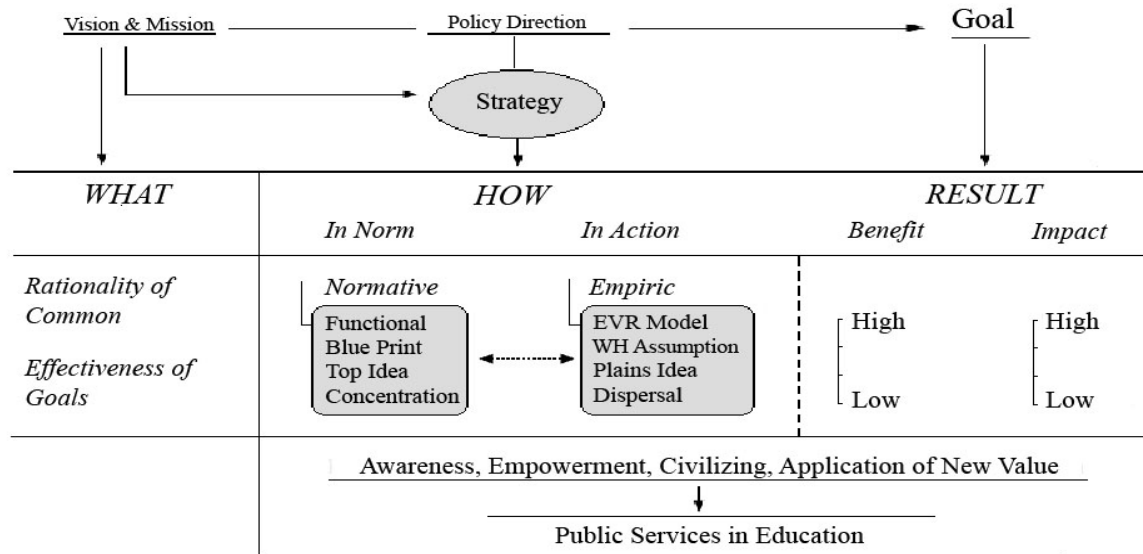 Vision & Mission
Policy Direction
Goal
Strategy
WHAT
HOW
RESULT
In Norm
In Action
Benefit
Impact
Rationality of
Common
Effectiveness of
Goals
Normative
Functional
Blue Print
Top Idea
Concentration
Empiric
EVR Model
WH Assumption
Plains Idea
Dispersal
High
Low
High
Low
Awareness, Empowerment, Civilizing, Application of New Value
Public Services in Education